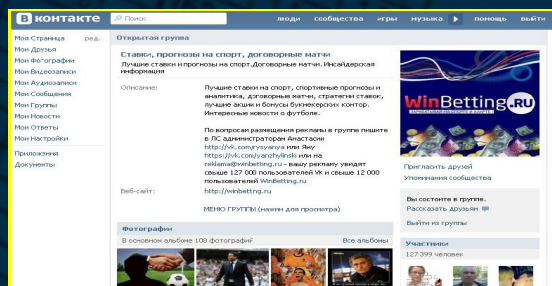 В контакте Поиск люди сообщества игры музыка помощь выйти
Моя Страница ред.
Мои Друзья
Мои Фотографии
Мои Видеозаписи
Мои Аудиозаписи
Мои Сообщения
Мои Группы
Мои Новости
Мои Ответы
Мои Настройки
Приложения
Документы
Открытая группа
Ставки, прогнозы на спорт, договорные матчи
Лучшие ставки и прогнозы на спорт.Договорные матчи. Инсайдерская
информация
Описание: Лучшие ставки на спорт, спортивные прогнозы и
аналитика, договорные матчи, стратегии ставок,
лучшие акции и бонусы букмекерских контор.
Интересные новости о футболе.
По вопросам размещения рекламы в группе пишите
в ЛС администраторам Анастасии
http://vk.com/rysyanya или Яну
https://vk.com/yanzhylinski или на
reklama@winbetting.ru - вашу рекламу увидят
свыше 127 000 пользователей VK и свыше 12 000
пользователей WinBetting.ru
Веб-сайт: http://winbetting.ru
МЕНЮ ГРУППЫ (нажми для просмотра)
Фотографии
В основном альбоме 108 фотографий Все альбомы
WinBetting.RU
Пригласить друзей
Упоминания сообщества
Вы состоите в группе.
Рассказать друзьям
Выйти из группы
Участники
127 399 человек